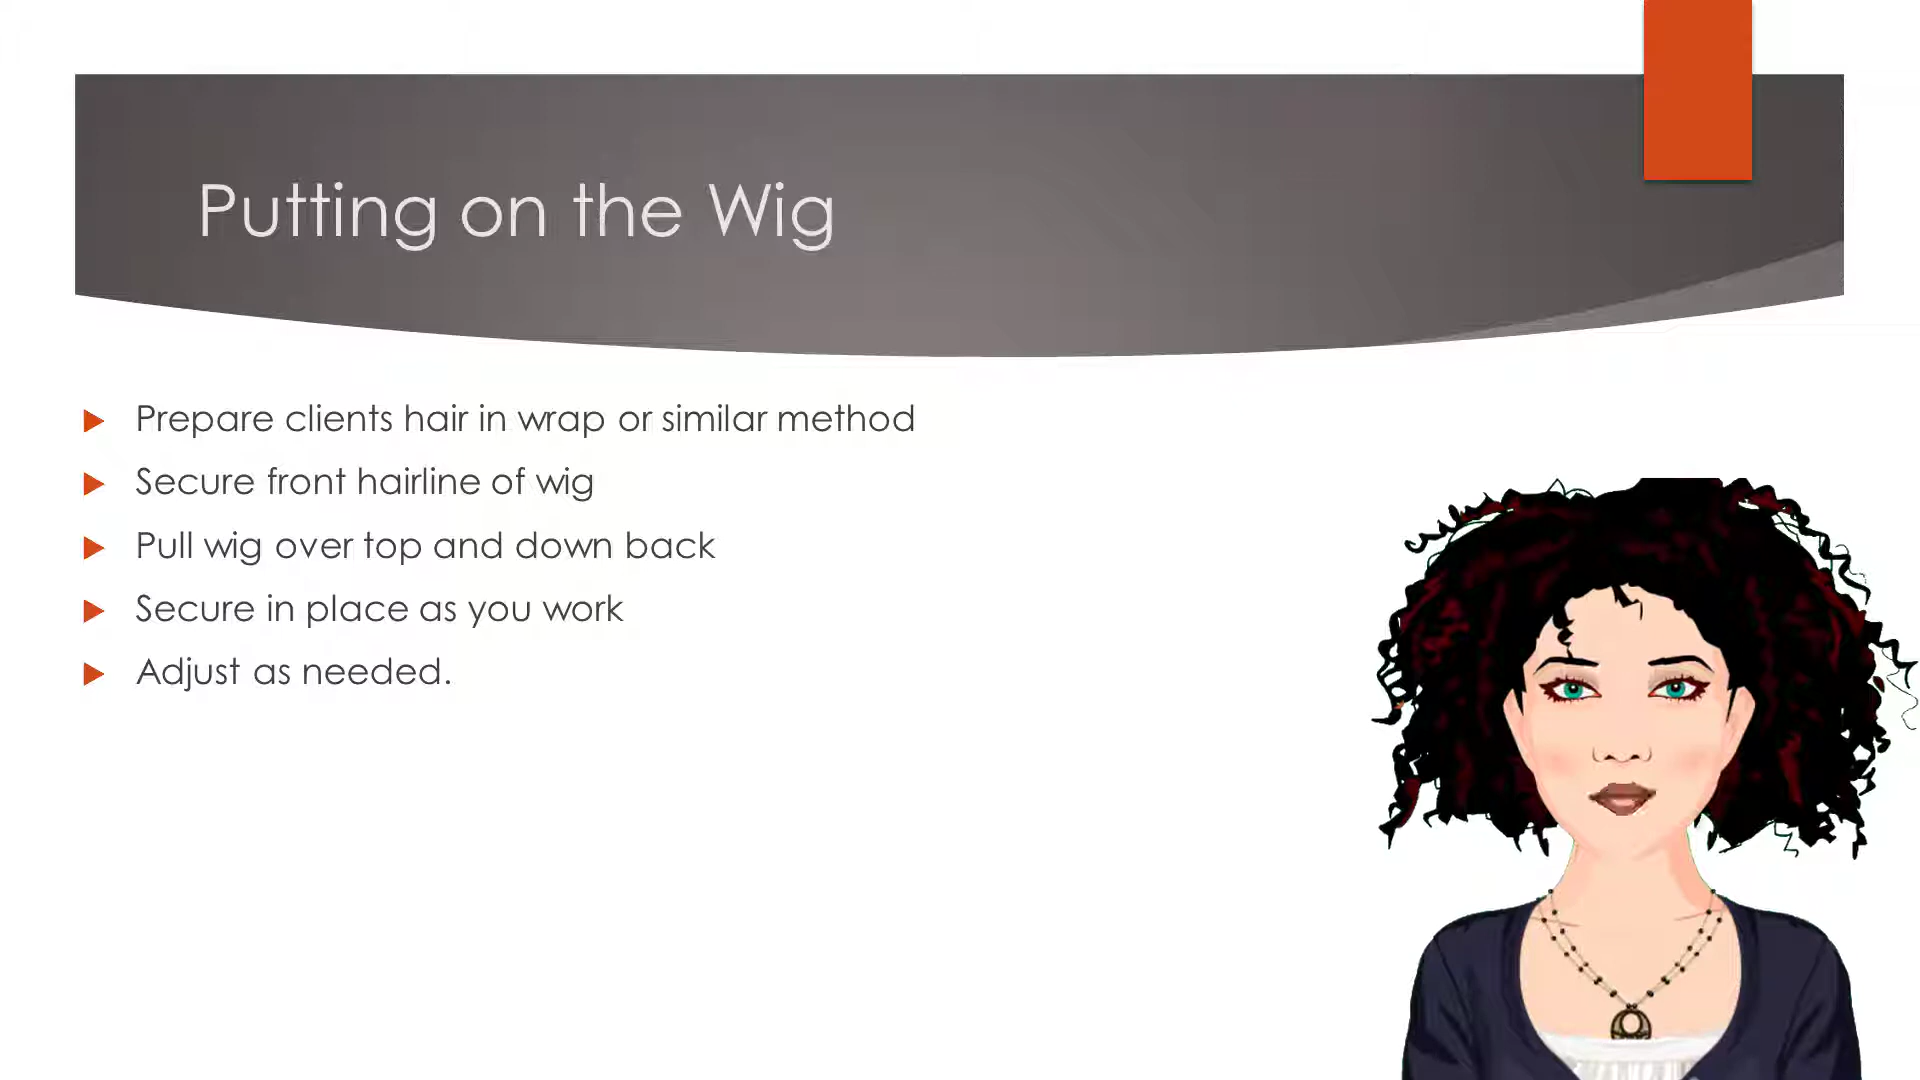 Putting on the Wig
Prepare clients hair in wrap or similar method
Secure front hairline of wig
Pull wig over top and down back
Secure in place as you work
Adjust as needed.